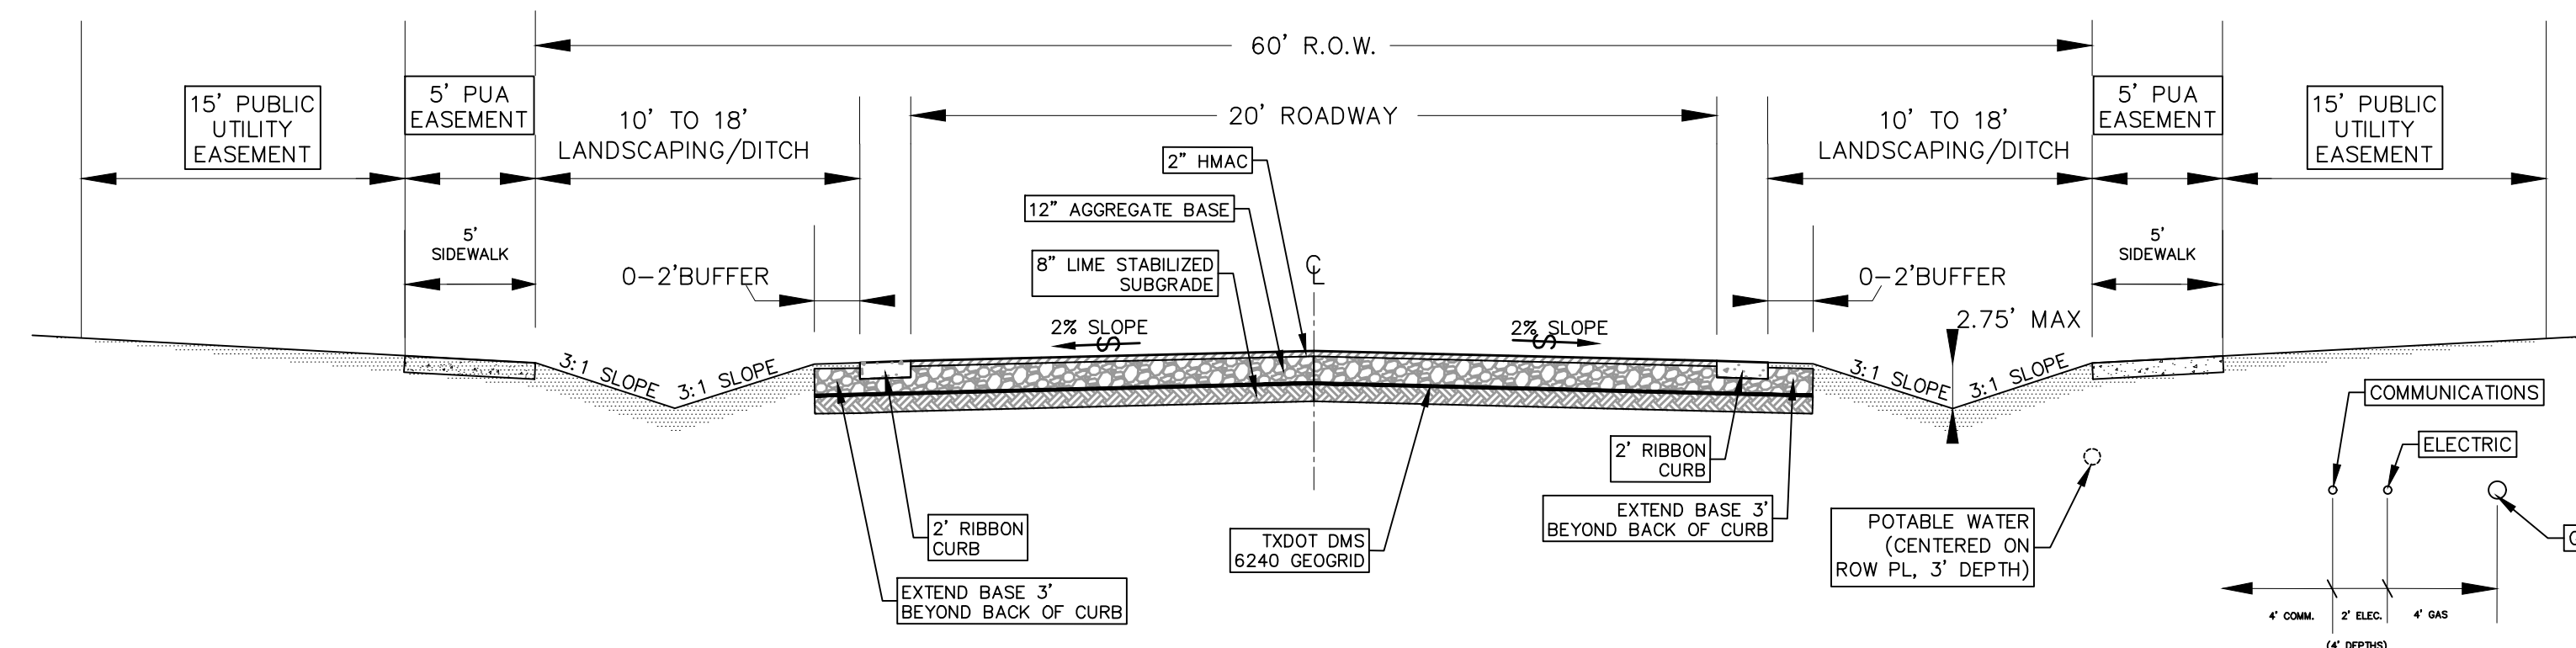 60' R.O.W.
15' PUBLIC
UTILITY
EASEMENT
5' PUA
EASEMENT
10' TO 18'
LANDSCAPING/DITCH
20' ROADWAY
10' TO 18'
LANDSCAPING/DITCH
5' PUA
EASEMENT
15' PUBLIC
UTILITY
EASEMENT
2" HMAC
12" AGGREGATE BASE
8" LIME STABILIZED
SUBGRADE
5'
SIDEWALK
0-2'BUFFER
℄
0-2'BUFFER
5'
SIDEWALK
2.75' MAX
2% SLOPE
S
2% SLOPE
S
3:1 SLOPE
3:1 SLOPE
3:1 SLOPE
3:1 SLOPE
COMMUNICATIONS
ELECTRIC
2' RIBBON
CURB
EXTEND BASE 3'
BEYOND BACK OF CURB
TXDOT DMS
6240 GEOGRID
2' RIBBON
CURB
EXTEND BASE 3'
BEYOND BACK OF CURB
POTABLE WATER
(CENTERED ON
ROW PL, 3' DEPTH)
4' COMM.
2' ELEC.
4' GAS
(4' DEPTHS)